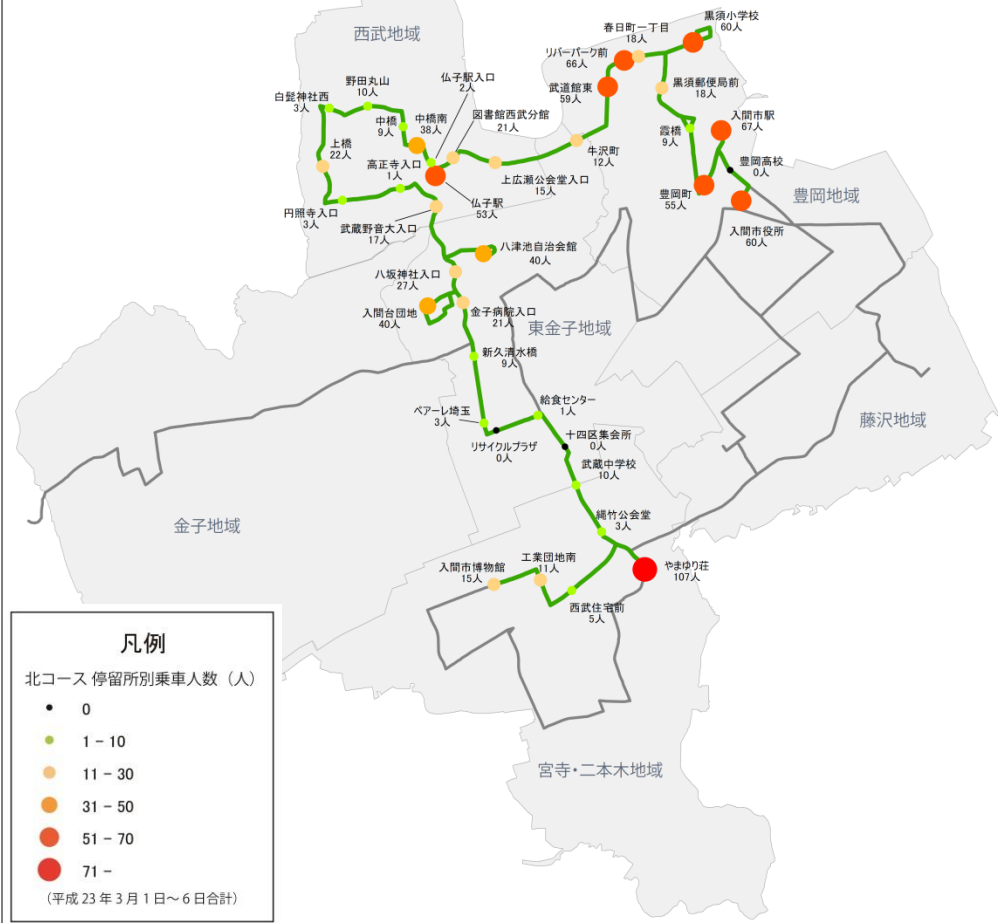 西武地域
春日町一丁目
18人
黒須小学校
60人
リバーパーク前
66人
武道館東
59人
黒須郵便局前
18人
仏子駅入口
2人
野田丸山
10人
白髭神社西
3人
中橋
9人
中橋南
38人
図書館西武分館
21人
入間市駅
67人
霞橋
9人
上橋
22人
高正寺入口
1人
牛沢町
12人
豊岡高校
0人
上広瀬公会堂入口
15人
豊岡町
55人
豊岡地域
円照寺入口
3人
仏子駅
53人
武蔵野音大入口
17人
入間市役所
60人
八津池自治会館
40人
八坂神社入口
27人
入間台団地
40人
金子病院入口
21人
東金子地域
新久清水橋
9人
給食センター
1人
ペアーレ埼玉
3人
リサイクルプラザ
0人
十四区集会所
0人
藤沢地域
武蔵中学校
10人
縄竹公会堂
3人
金子地域
工業団地南
11人
入間市博物館
15人
やまゆり荘
107人
西武住宅前
5人
宮寺・二本木地域
凡例
北コース 停留所別乗車人数（人）
0
1 - 10
11 - 30
31 - 50
51 - 70
71 -
（平成 23 年 3 月 1 日～ 6 日合計）